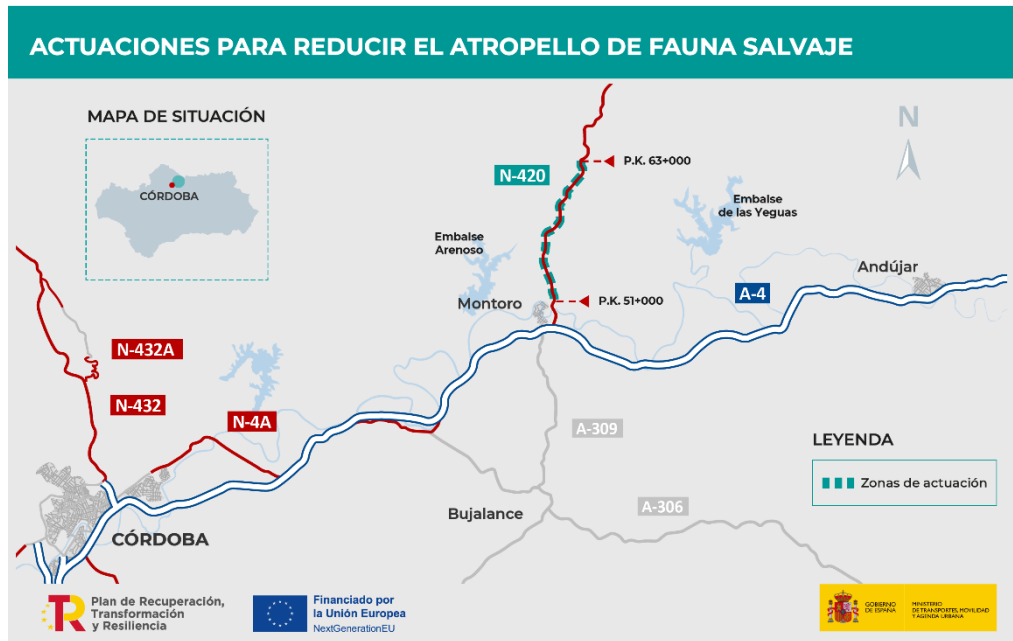 ACTUACIONES PARA REDUCIR EL ATROPELLO DE FAUNA SALVAJE
MAPA DE SITUACIÓN
CÓRDOBA
N
N-420
P.K. 63+000
Embalse
de las Yeguas
Embalse
Arenoso
Andújar
Montoro
P.K. 51+000
A-4
N-432A
N-432
N-4A
A-309
LEYENDA
Zonas de actuación
A-306
Bujalance
CÓRDOBA
Plan de Recuperación,
Transformación
y Resiliencia
Financiado por
la Unión Europea
NextGenerationEU
GOBIERNO
DE ESPAÑA
MINISTERIO
DE TRANSPORTES, MOVILIDAD
Y AGENDA URBANA